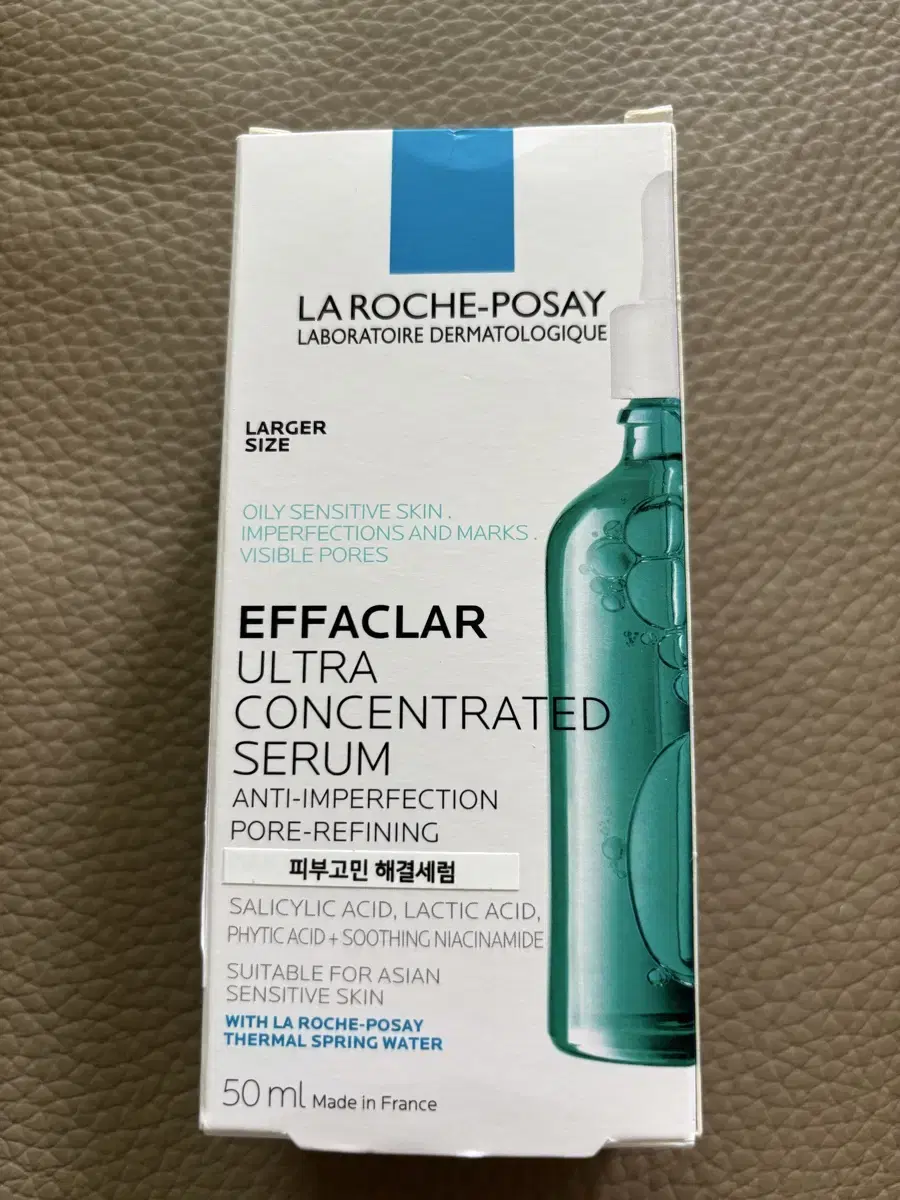 LA ROCHE-POSAY
LABORATOIRE DERMATOLOGIQUE
LARGER
SIZE
OILY SENSITIVE SKIN .
IMPERFECTIONS AND MARKS .
VISIBLE PORES
EFFACLAR
ULTRA
CONCENTRATED
SERUM
ANTI-IMPERFECTION
PORE-REFINING
피부고민 해결세럼
SALICYLIC ACID, LACTIC ACID,
PHYTIC ACID + SOOTHING NIACINAMIDE
SUITABLE FOR ASIAN
SENSITIVE SKIN
WITH LA ROCHE-POSAY
THERMAL SPRING WATER
50 ml Made in France